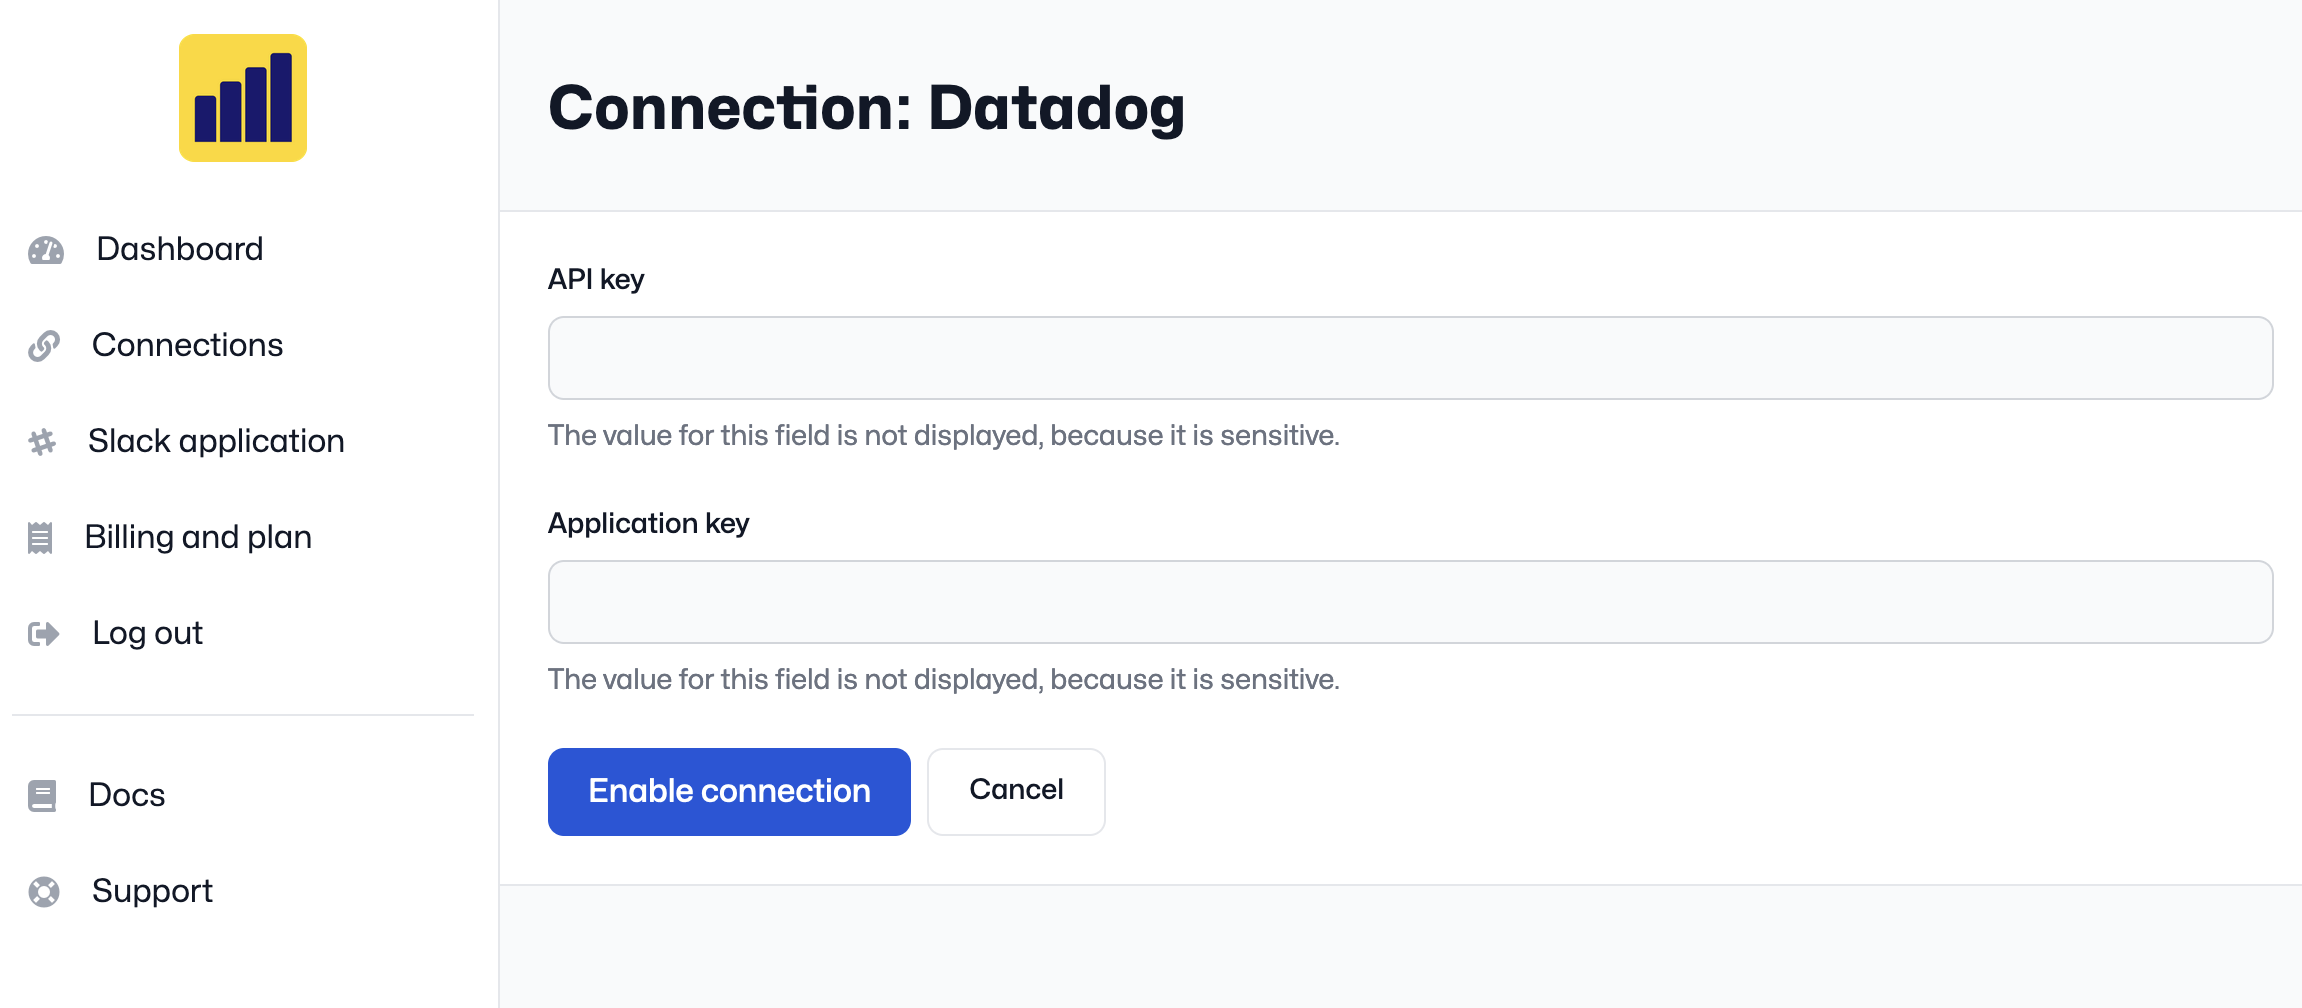 Dashboard
Connections
Slack application
Billing and plan
Log out
Docs
Support
Connection: Datadog
API key
The value for this field is not displayed, because it is sensitive.
Application key
The value for this field is not displayed, because it is sensitive.
Enable connection
Cancel